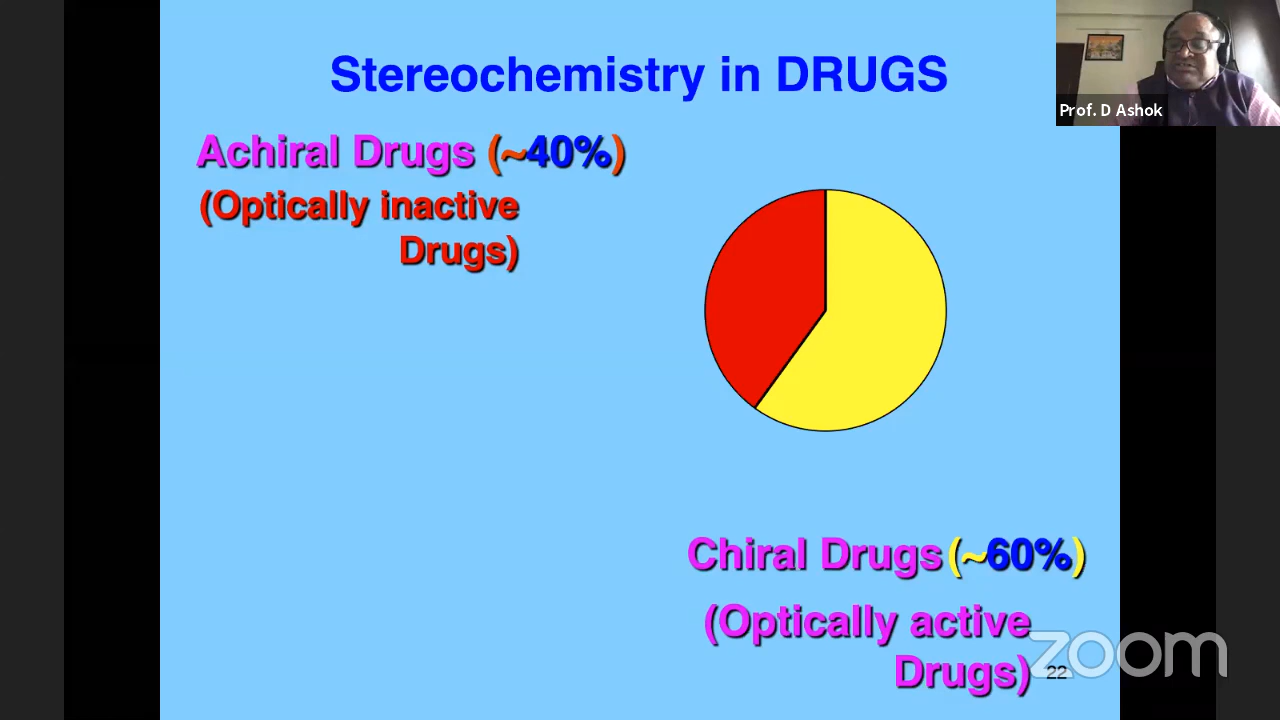 Stereochemistry in DRUGS
Prof. D Ashok
Achiral Drugs (~40%)
(Optically inactive
Drugs)
Chiral Drugs (~60%)
(Optically active
Drugs)
22
zoom